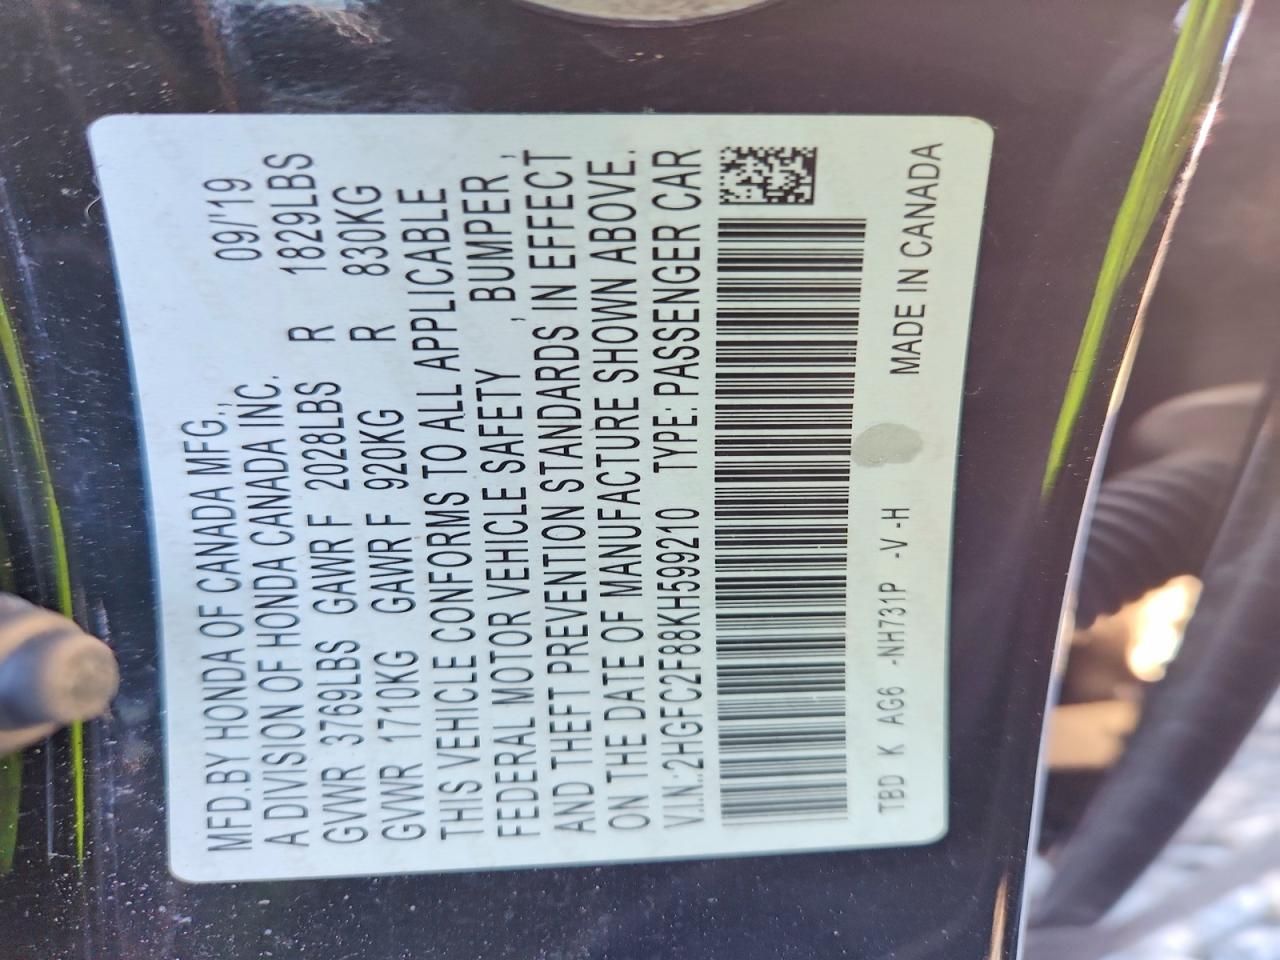 MFD.BY HONDA OF CANADA MFG., 09/'19
A DIVISION OF HONDA CANADA INC.
GVWR 3769LBS GAWR F 2028LBS R 1829LBS
GVWR 1710KG GAWR F 920KG R 830KG
THIS VEHICLE CONFORMS TO ALL APPLICABLE
FEDERAL MOTOR VEHICLE SAFETY , BUMPER ,
AND THEFT PREVENTION STANDARDS IN EFFECT
ON THE DATE OF MANUFACTURE SHOWN ABOVE.
V.I.N.:2HGFC2F88KH599210 TYPE: PASSENGER CAR
TBD K AG6 -NH731P -V -H MADE IN CANADA